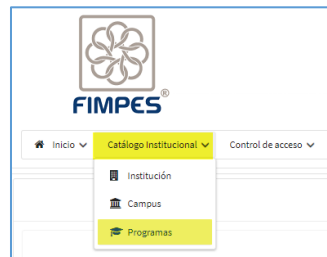 FIMPES®
Inicio Catálogo Institucional Control de acceso
Institución
Campus
Programas